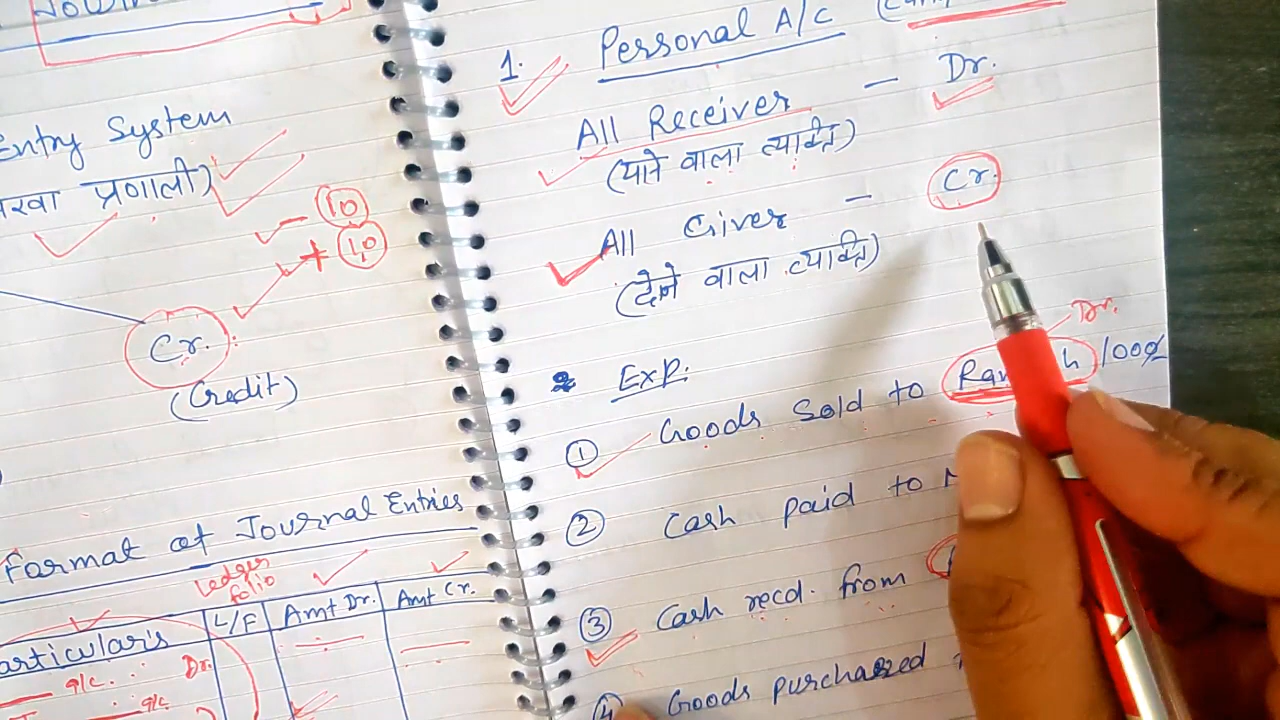 Entry System
प्रणाली)
- 10
+ 10
Cr.
(Credit)
Format of Journal Entries
Ledger
folio
Particular's
L/F
Amt Dr.
Amt Cr.
a/c.
Dr.
a/c
1. Personal A/c
All Receiver - Dr.
(पाने वाला व्यक्ति)
All Giver - Cr.
(देने वाला व्यक्ति)
Exp.
Dr.
① Goods Sold to
② Cash paid to
③ Cash recd. from
④ Goods purchased